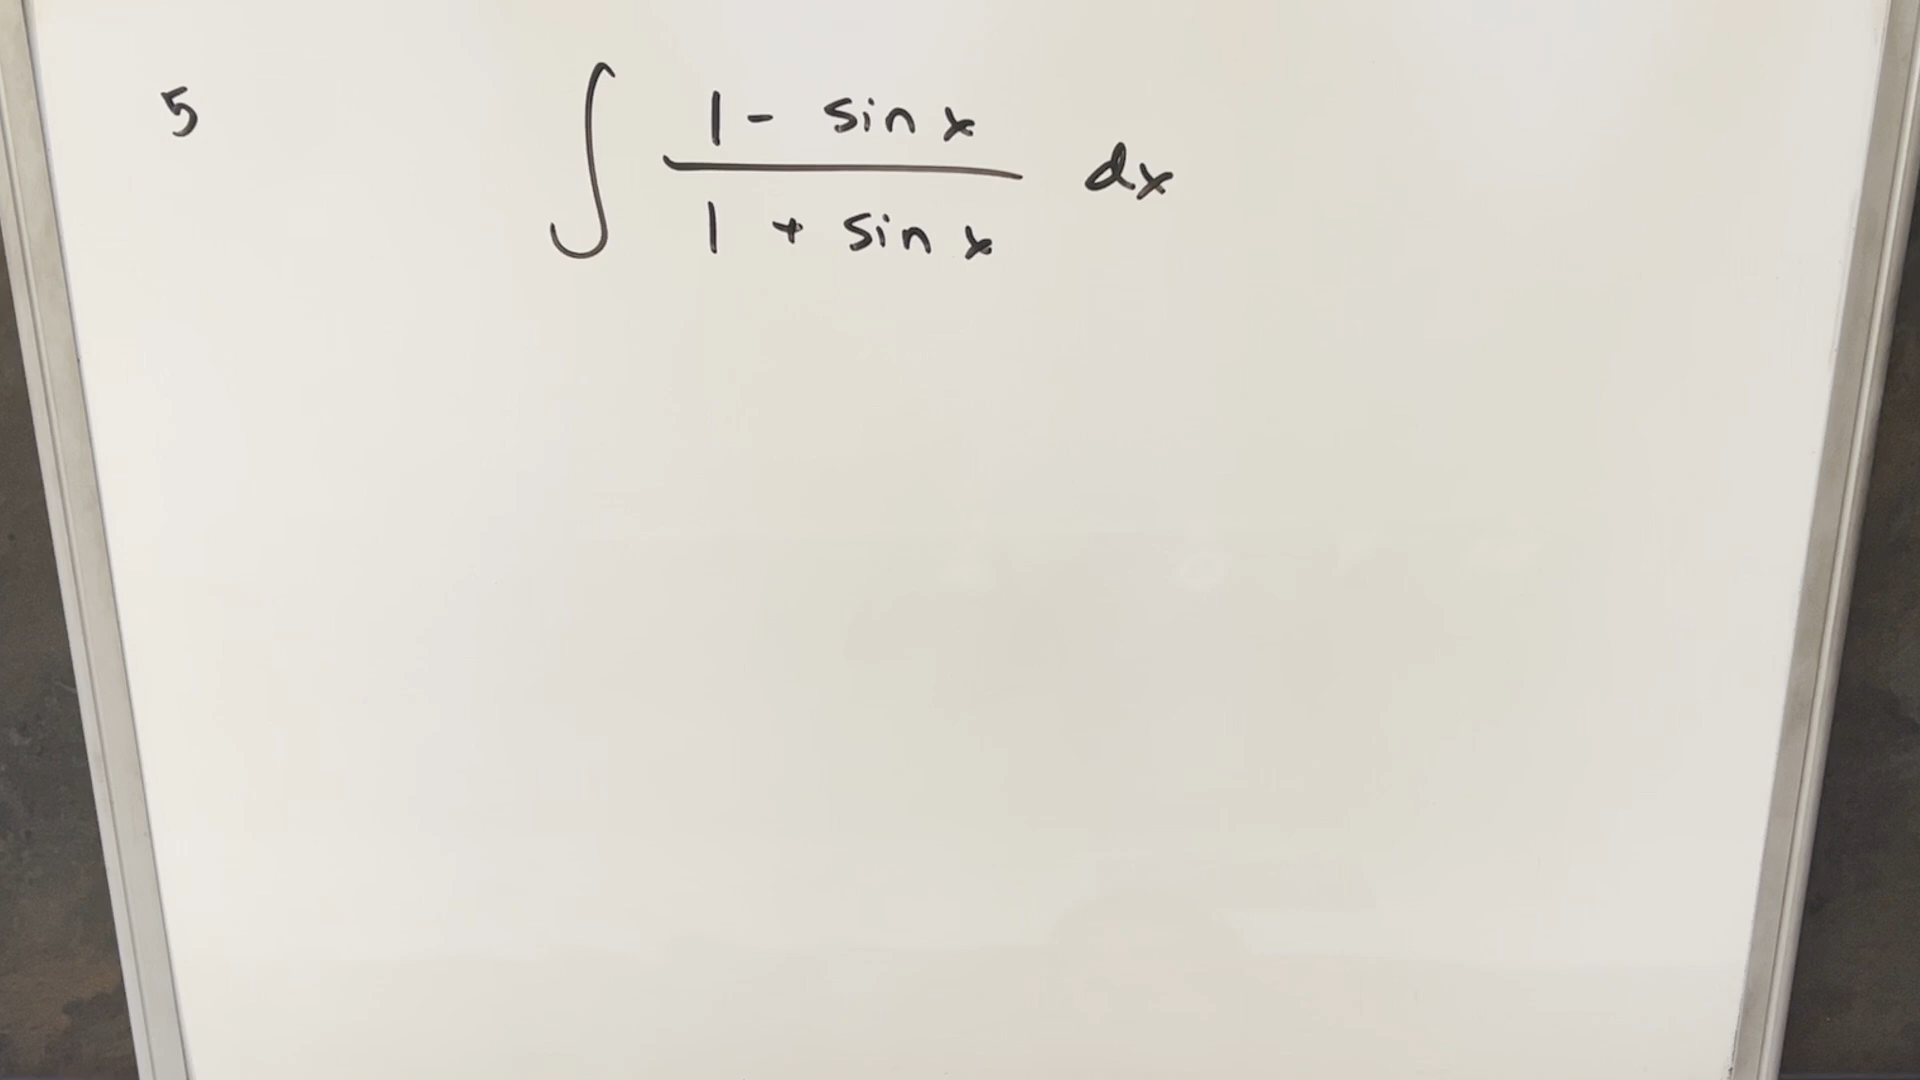 5 ∫ (1 - sin x)/(1 + sin x) dx